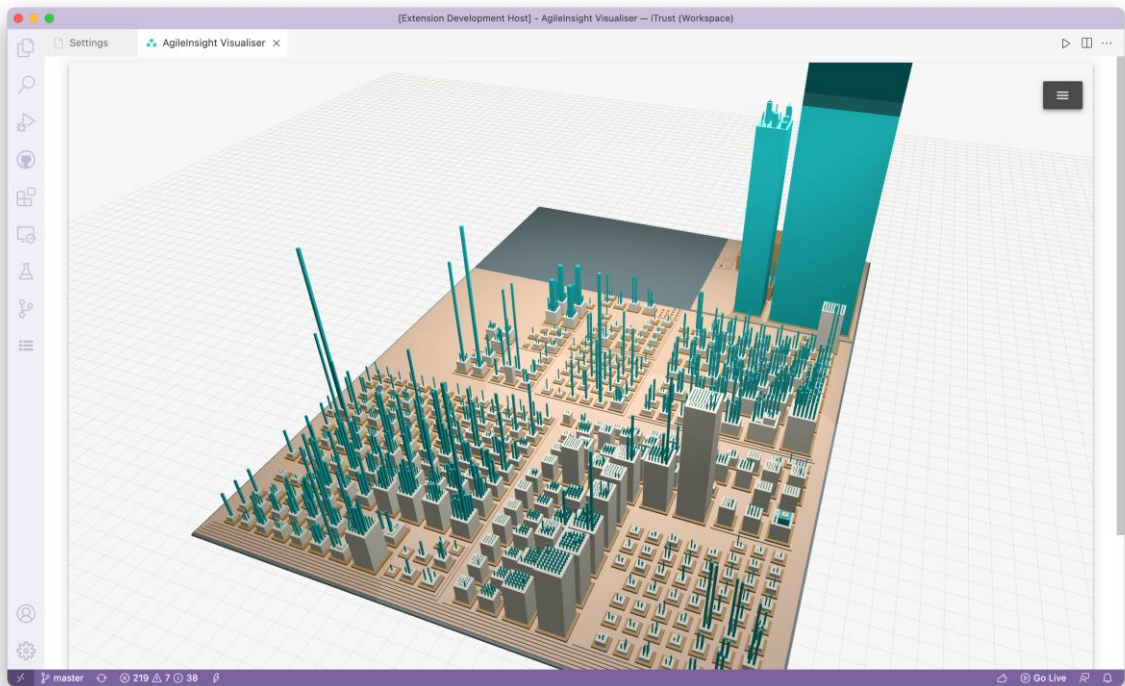 [Extension Development Host] - AgileInsight Visualiser — iTrust (Workspace)
Settings
AgileInsight Visualiser
master
219 7 38
Go Live